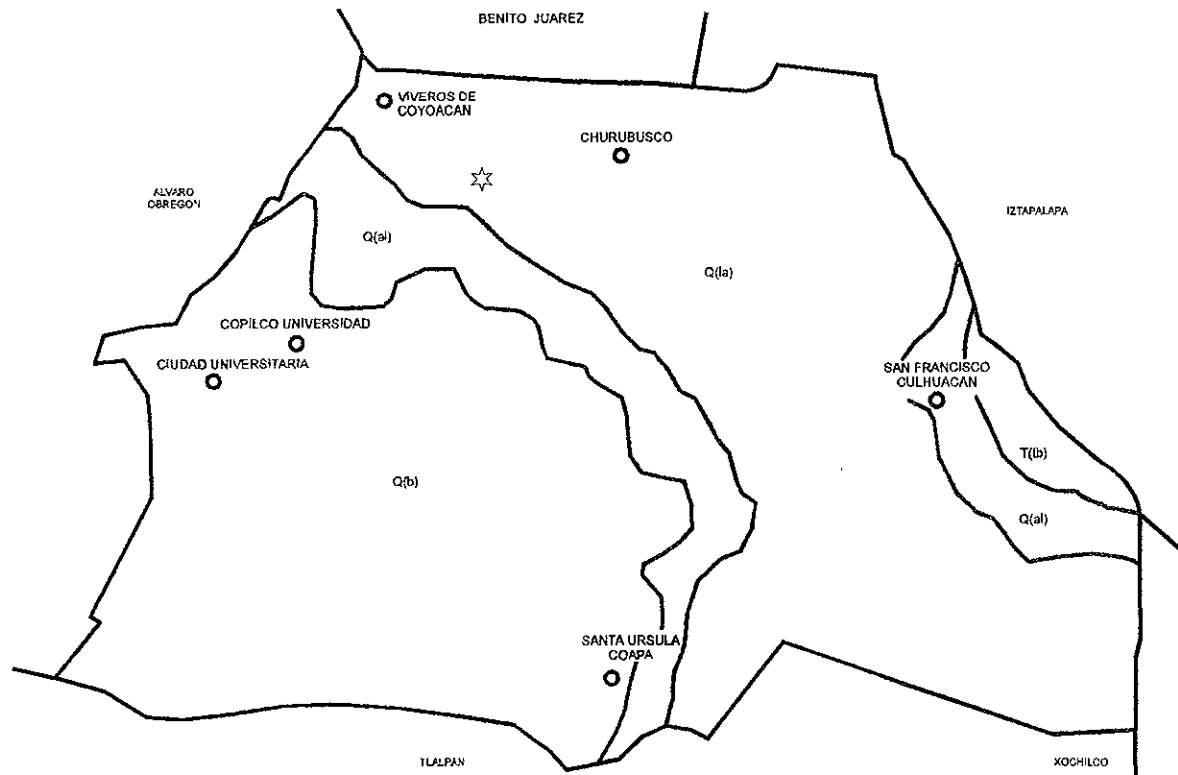 BENITO JUAREZ
VIVEROS DE
COYOACAN
CHURUBUSCO
ALVARO
OBREGON
IZTAPALAPA
Q(al)
Q(la)
COPILCO UNIVERSIDAD
CIUDAD UNIVERSITARIA
SAN FRANCISCO
CULHUACAN
T(ib)
Q(b)
Q(al)
SANTA URSULA
COAPA
TLALPAN
XOCHILCO